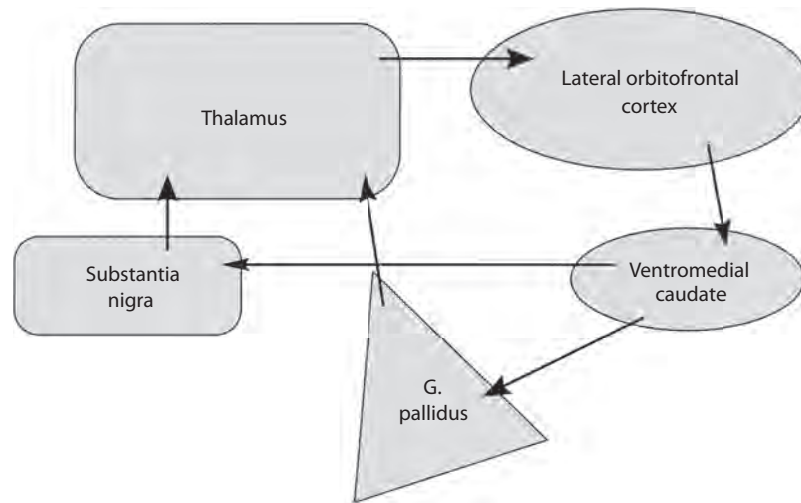 Thalamus
Lateral orbitofrontal
cortex
Substantia
nigra
Ventromedial
caudate
G.
pallidus